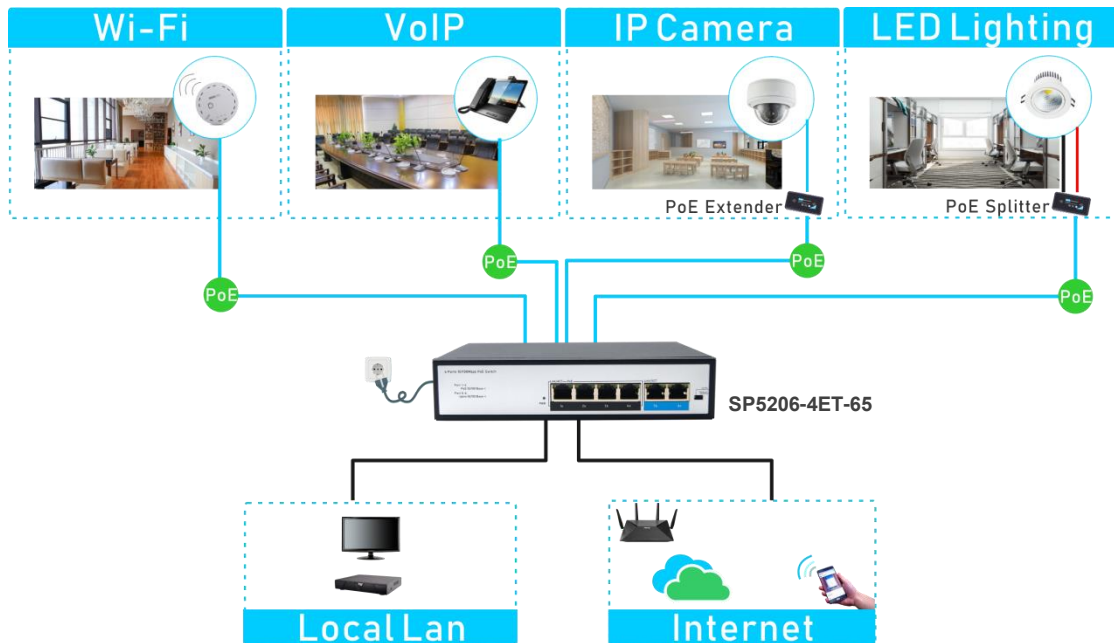 Wi-Fi
VoIP
IP Camera
LED Lighting
PoE Extender
PoE Splitter
PoE
PoE
PoE
PoE
SP5206-4ET-65
Local Lan
Internet